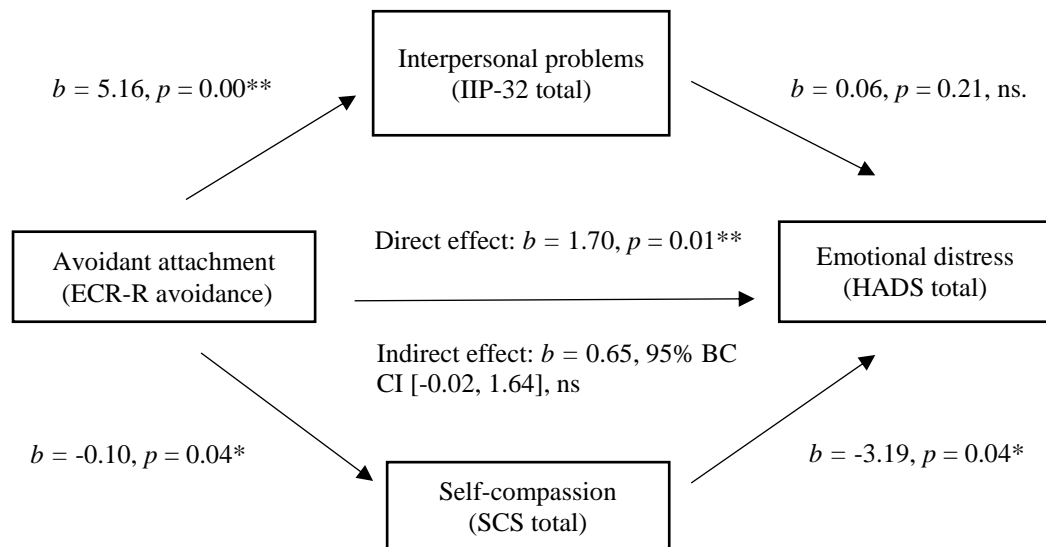 Interpersonal problems
(IIP-32 total)
b = 5.16, p = 0.00**
b = 0.06, p = 0.21, ns.
Direct effect: b = 1.70, p = 0.01**
Avoidant attachment
(ECR-R avoidance)
Emotional distress
(HADS total)
Indirect effect: b = 0.65, 95% BC
CI [-0.02, 1.64], ns
b = -0.10, p = 0.04*
b = -3.19, p = 0.04*
Self-compassion
(SCS total)